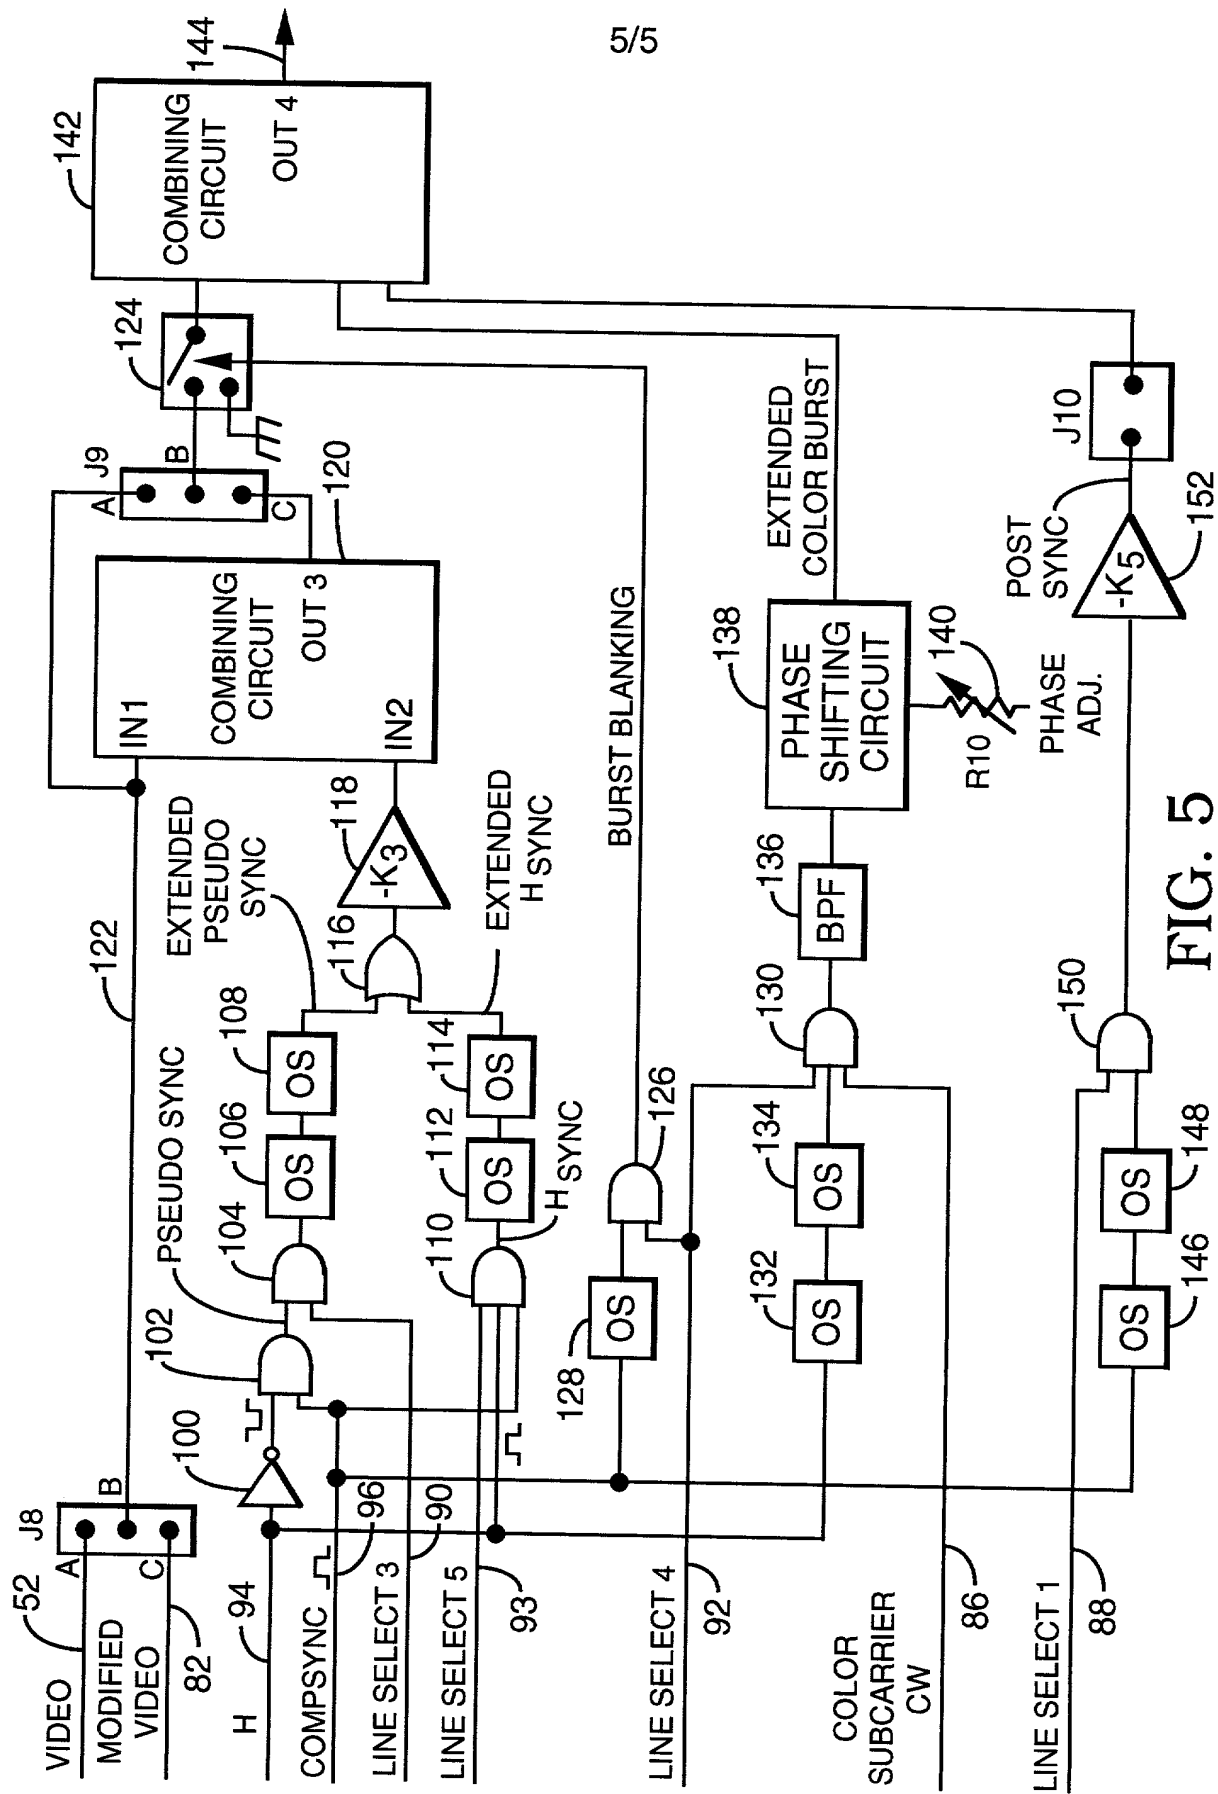 5/5
VIDEO
52
A
J8
B
MODIFIED
VIDEO
82
C
122
H
94
100
102
PSEUDO SYNC
104
106
OS
108
OS
EXTENDED
PSEUDO
SYNC
116
118
-K3
IN1
COMBINING
CIRCUIT
IN2
OUT 3
120
A
J9
B
C
124
142
COMBINING
CIRCUIT
OUT 4
144
COMPSYNC
96
LINE SELECT 3
90
LINE SELECT 5
93
110
H SYNC
112
OS
114
OS
EXTENDED
H SYNC
128
OS
126
BURST BLANKING
LINE SELECT 4
92
132
OS
134
OS
130
136
BPF
138
PHASE
SHIFTING
CIRCUIT
R10
140
PHASE
ADJ.
EXTENDED
COLOR BURST
COLOR
SUBCARRIER
CW
86
LINE SELECT 1
88
OS
146
OS
148
150
-K5
152
POST
SYNC
J10
FIG. 5